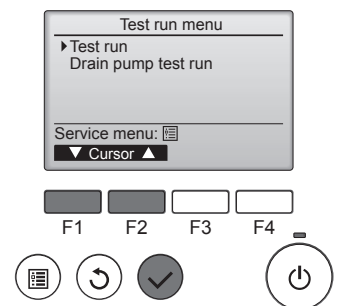 Test run menu
Test run
Drain pump test run
Service menu:
▼ Cursor ▲
F1 F2 F3 F4